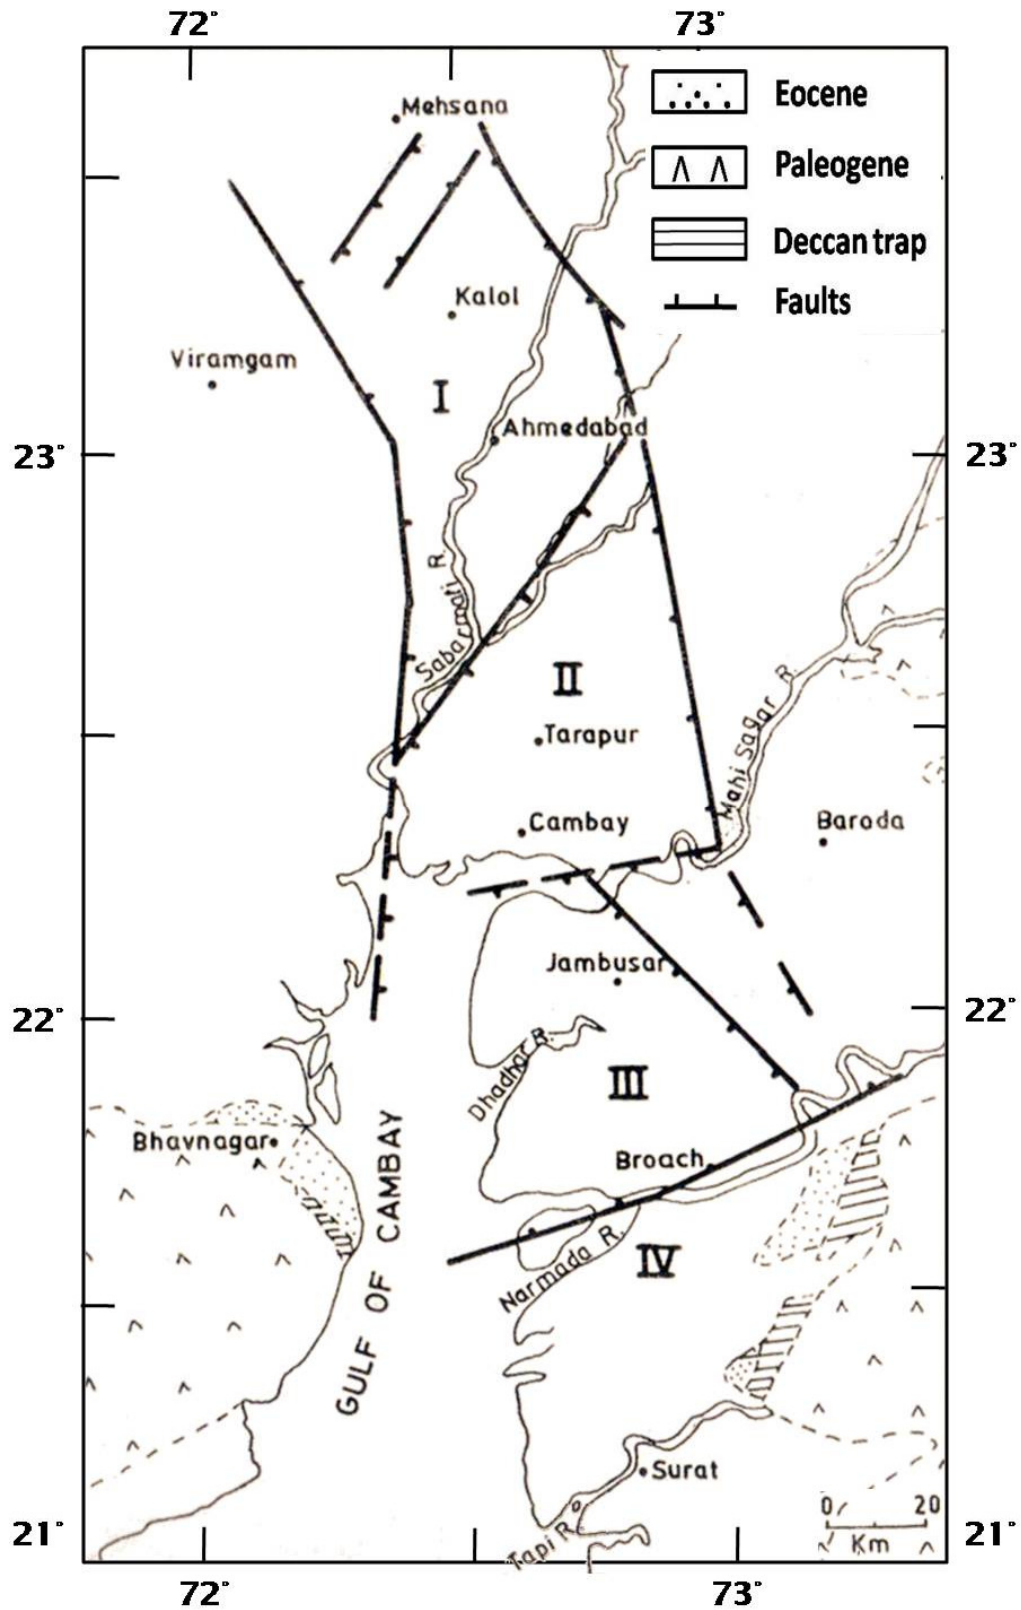 72°
73°
Mehsana
Eocene
Paleogene
Deccan trap
Faults
Kalol
Viramgam
I
Ahmedabad
23°
23°
Sabarmati R.
II
Tarapur
Mahi Sagar R.
Cambay
Baroda
Jambusar
22°
22°
Dhadhar R.
III
Bhavnagar
Broach
GULF OF CAMBAY
Narmada R.
IV
Surat
0 20
Km
Tapi R.
21°
21°
72°
73°